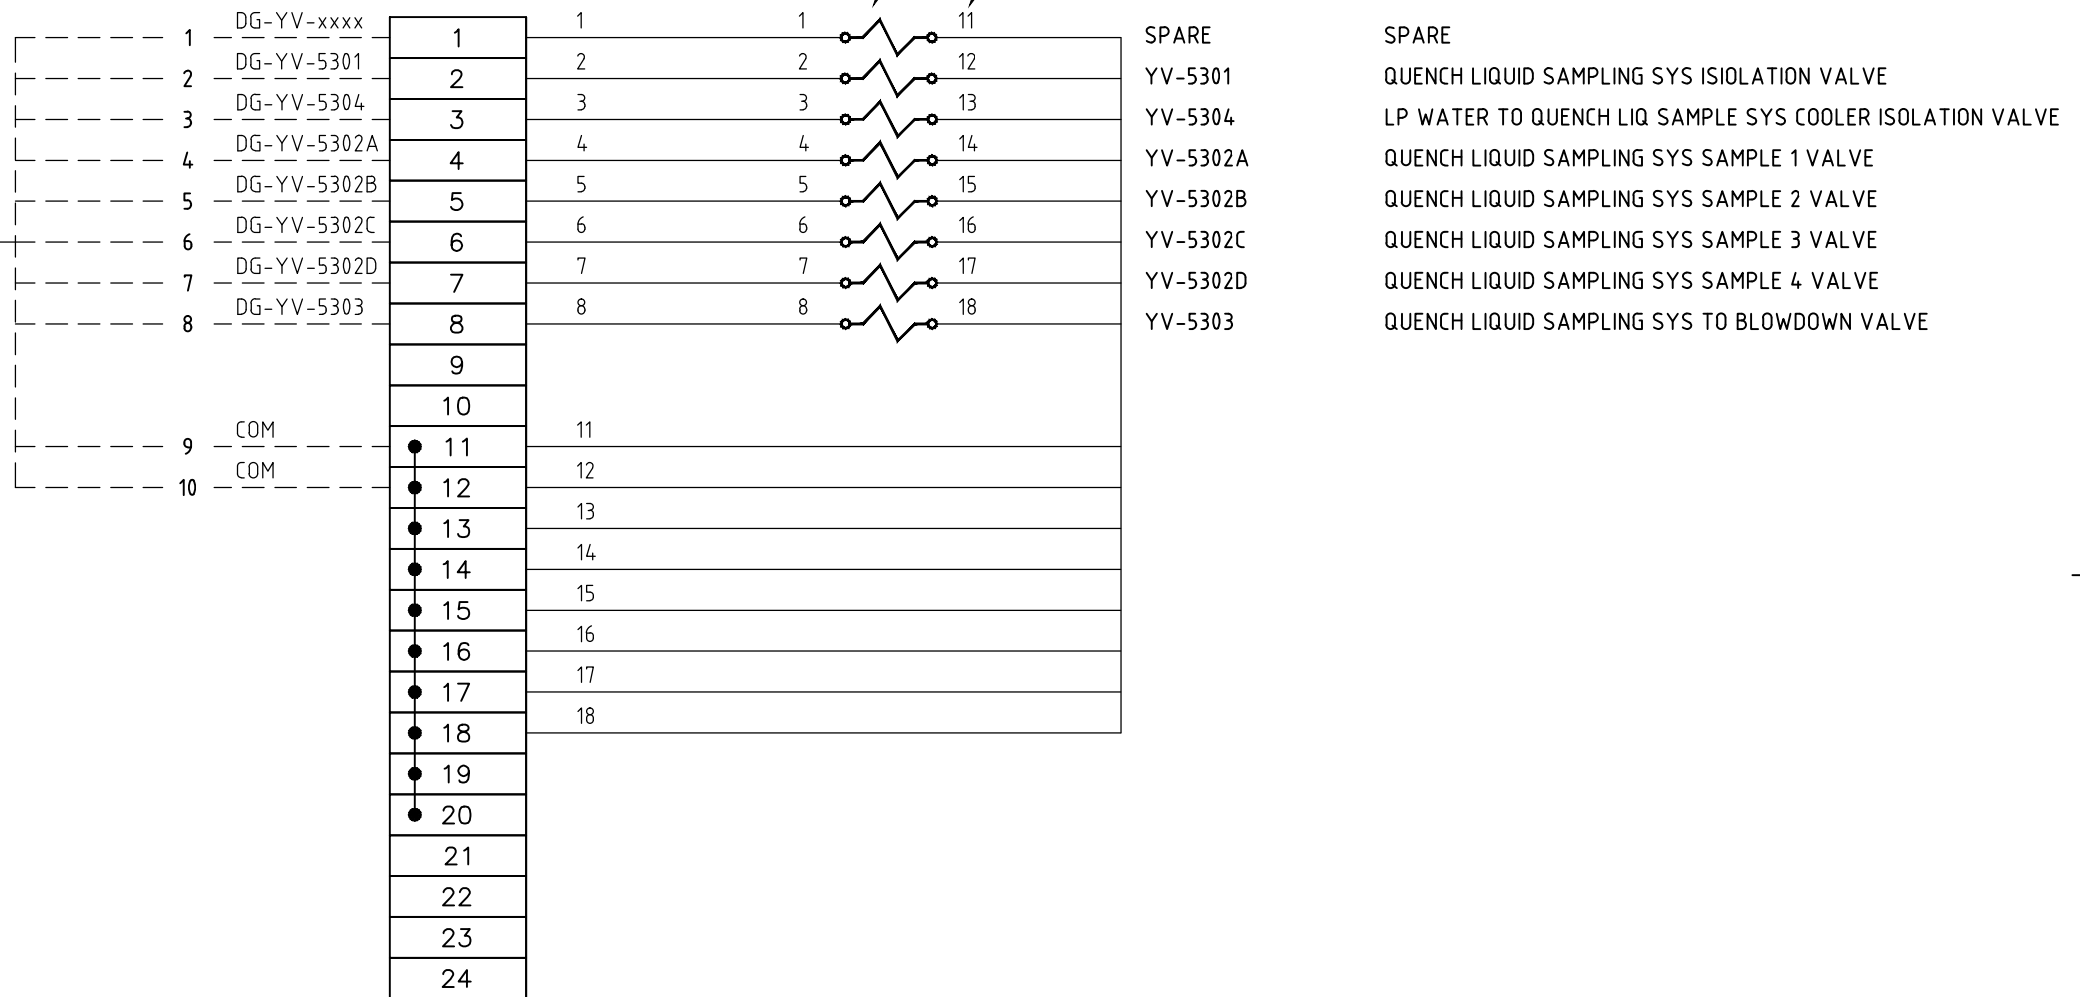 DG-YV-xxxx 1 1 11
1 1 SPARE SPARE
DG-YV-5301 2 2 12
2 2 YV-5301 QUENCH LIQUID SAMPLING SYS ISIOLATION VALVE
DG-YV-5304 3 3 13
3 3 YV-5304 LP WATER TO QUENCH LIQ SAMPLE SYS COOLER ISOLATION VALVE
DG-YV-5302A 4 4 14
4 4 YV-5302A QUENCH LIQUID SAMPLING SYS SAMPLE 1 VALVE
DG-YV-5302B 5 5 15
5 5 YV-5302B QUENCH LIQUID SAMPLING SYS SAMPLE 2 VALVE
DG-YV-5302C 6 6 16
6 6 YV-5302C QUENCH LIQUID SAMPLING SYS SAMPLE 3 VALVE
DG-YV-5302D 7 7 17
7 7 YV-5302D QUENCH LIQUID SAMPLING SYS SAMPLE 4 VALVE
DG-YV-5303 8 8 18
8 8 YV-5303 QUENCH LIQUID SAMPLING SYS TO BLOWDOWN VALVE
9
10
COM 11
9 11
COM 12
10 12
13
13
14
14
15
15
16
16
17
17
18
18
19
20
21
22
23
24